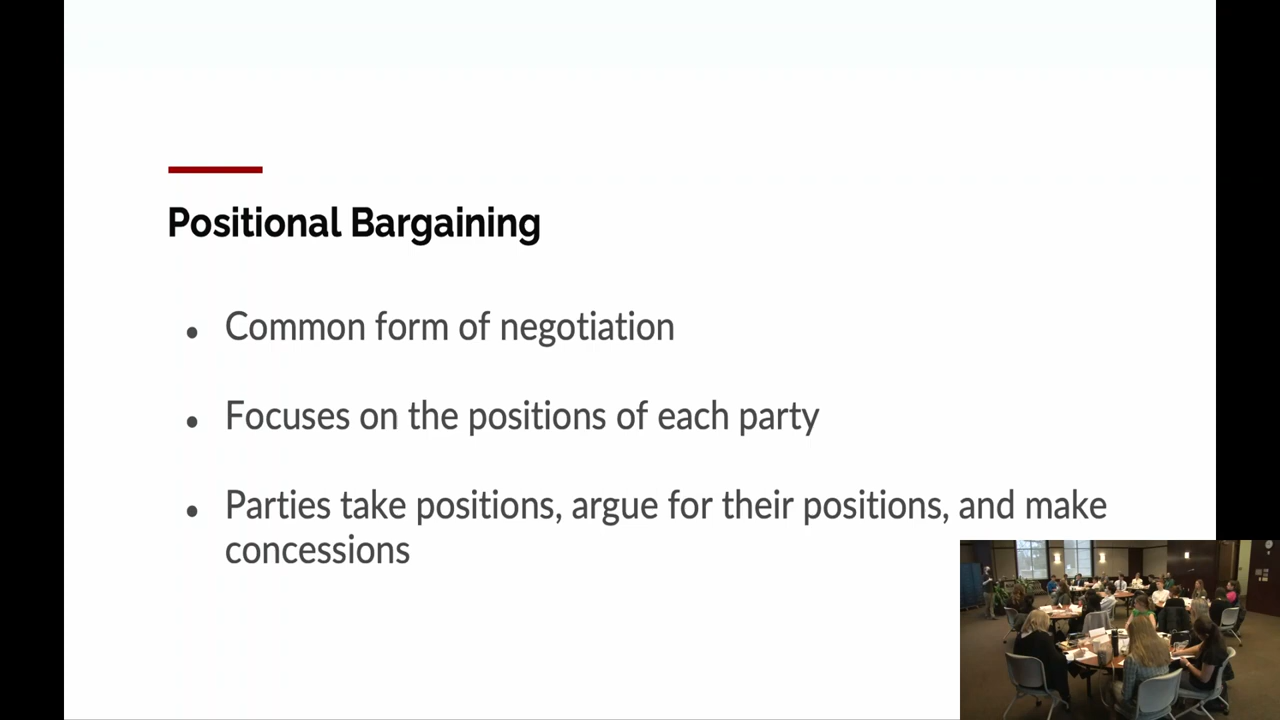 Positional Bargaining
• Common form of negotiation
• Focuses on the positions of each party
• Parties take positions, argue for their positions, and make
concessions